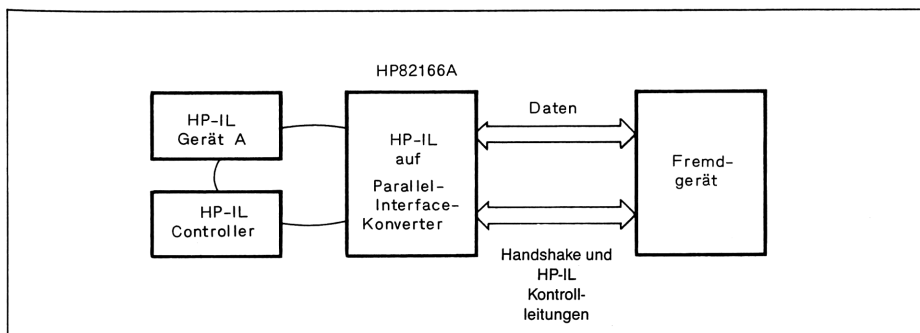 HP82166A
HP-IL
Gerät A
HP-IL
Controller
HP-IL
auf
Parallel-
Interface-
Konverter
Daten
Handshake und
HP-IL
Kontroll-
leitungen
Fremd-
gerät